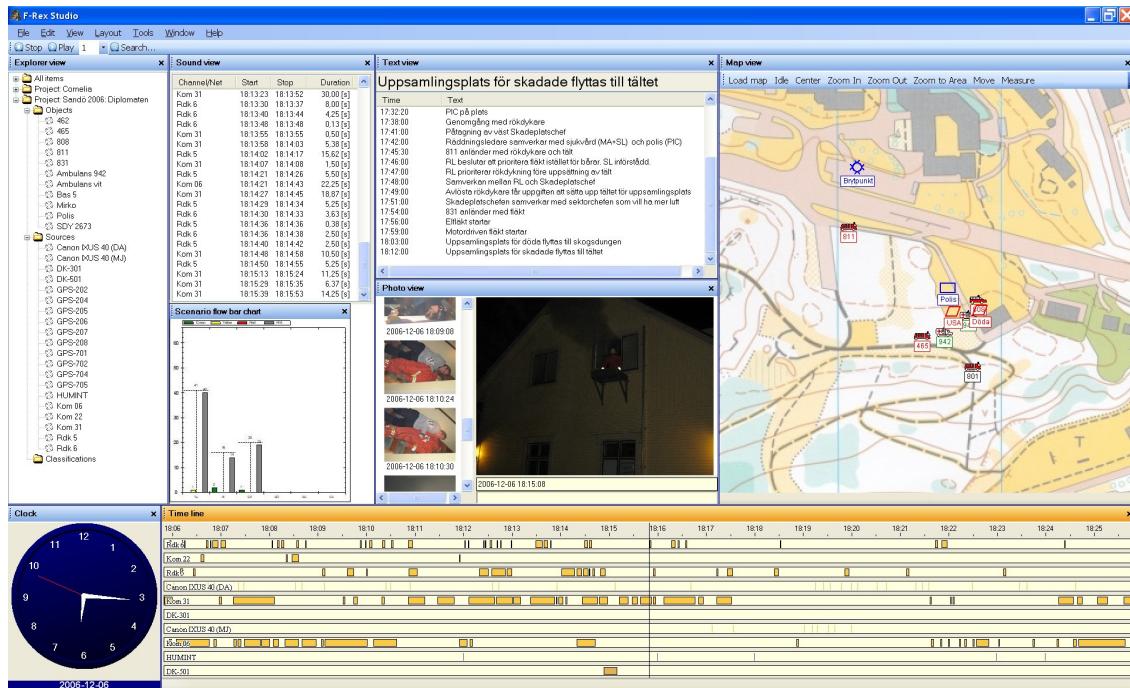 F-Rex Studio
File Edit View Layout Tools Window Help
Stop Play 1 Search...
Explorer view
All items
Project: Cornelia
Project: Sandö 2006: Diplomaten
Objects
462
465
808
811
831
Ambulans 942
Ambulans vit
Bas 5
Mirko
Polis
SDY 2673
Sources
Canon IXUS 40 (DA)
Canon IXUS 40 (MJ)
DK-301
DK-501
GPS-202
GPS-204
GPS-205
GPS-206
GPS-207
GPS-208
GPS-701
GPS-702
GPS-704
GPS-705
HUMINT
Kom 06
Kom 22
Kom 31
Rdk 5
Rdk 6
Classifications
Sound view
Channel/Net Start Stop Duration
Kom 31 18:13:23 18:13:52 30,00 [s]
Rdk 6 18:13:30 18:13:37 8,00 [s]
Rdk 6 18:13:40 18:13:44 4,25 [s]
Rdk 6 18:13:48 18:13:48 0,13 [s]
Kom 31 18:13:55 18:13:55 0,50 [s]
Kom 31 18:13:58 18:14:03 5,38 [s]
Rdk 5 18:14:02 18:14:17 15,62 [s]
Kom 31 18:14:07 18:14:08 1,50 [s]
Rdk 5 18:14:21 18:14:26 5,50 [s]
Kom 06 18:14:21 18:14:43 22,25 [s]
Kom 31 18:14:27 18:14:45 18,87 [s]
Rdk 5 18:14:29 18:14:34 5,25 [s]
Rdk 6 18:14:30 18:14:33 3,63 [s]
Rdk 5 18:14:36 18:14:36 0,38 [s]
Rdk 6 18:14:36 18:14:38 2,50 [s]
Rdk 5 18:14:40 18:14:42 2,50 [s]
Kom 31 18:14:48 18:14:58 10,50 [s]
Rdk 5 18:14:50 18:14:55 5,25 [s]
Kom 31 18:15:13 18:15:24 11,25 [s]
Kom 31 18:15:29 18:15:35 6,37 [s]
Kom 31 18:15:39 18:15:53 14,25 [s]
Scenario flow bar chart
Text view
Uppsamlingsplats för skadade flyttas till tältet
Time Text
17:32:20 PIC på plats
17:38:00 Genomgång med rökdykare
17:41:00 Påtagning av väst Skadeplatschef
17:42:00 Räddningsledare samverkar med sjukvård (MA+SL) och polis (PIC)
17:45:30 811 anländer med rökdykare och tält
17:46:00 RL beslutar att prioritera fläkt istället för bårar. SL införstådd.
17:47:00 RL prioriterar rökdykning före uppsättning av tält
17:48:00 Samverkan mellan RL och Skadeplatschef
17:49:00 Avlösta rökdykare får uppgiften att sätta upp tältet för uppsamlingsplats
17:51:00 Skadeplatschefen samverkar med sektorchefen som vill ha mer luft
17:54:00 831 anländer med fläkt
17:56:00 Elfläkt startar
17:59:00 Motordriven fläkt startar
18:03:00 Uppsamlingsplats för döda flyttas till skogsdungen
18:12:00 Uppsamlingsplats för skadade flyttas till tältet
Photo view
2006-12-06 18:09:08
2006-12-06 18:10:24
2006-12-06 18:10:30
2006-12-06 18:15:08
Map view
Load map Idle Center Zoom In Zoom Out Zoom to Area Move Measure
Brytpunkt
811
Polis
USA
Döda
465
942
801
Clock
12
11 1
10 2
9 3
8 4
7 5
6
2006-12-06
Time line
18:06 18:07 18:08 18:09 18:10 18:11 18:12 18:13 18:14 18:15 18:16 18:17 18:18 18:19 18:20 18:21 18:22 18:23 18:24 18:25
Rdk 6
Kom 22
Rdk 5
Canon IXUS 40 (DA)
Kom 31
DK-301
Canon IXUS 40 (MJ)
Kom 06
HUMINT
DK-501